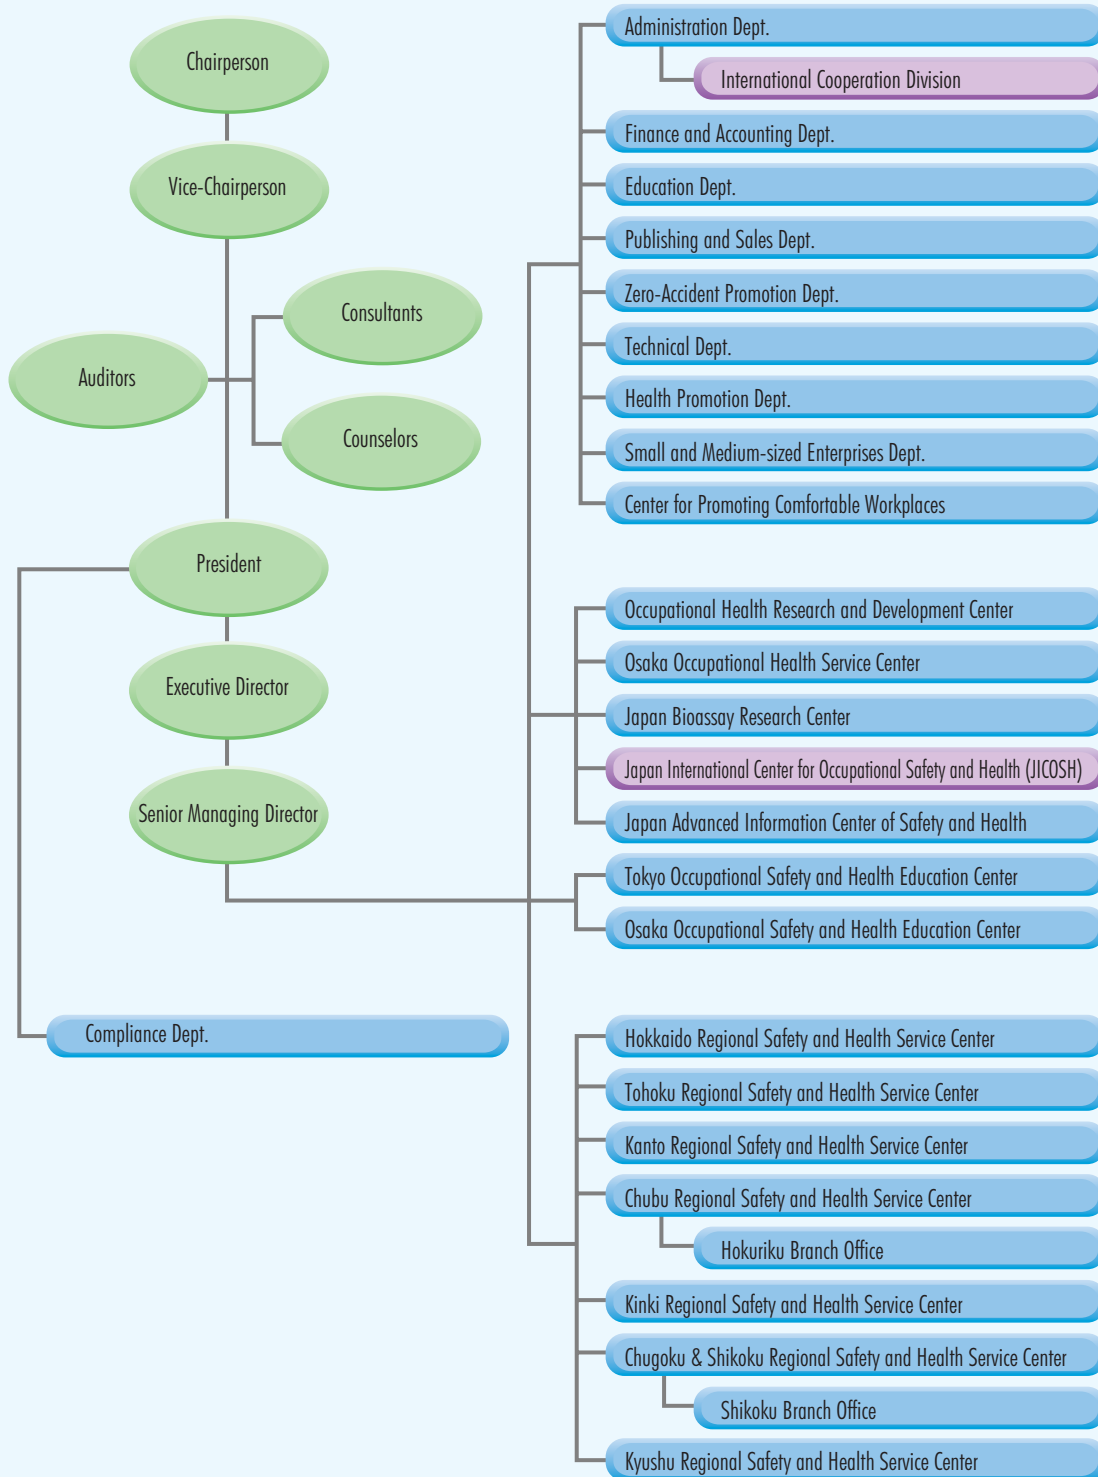 Chairperson
Vice-Chairperson
Consultants
Auditors
Counselors
President
Executive Director
Senior Managing Director
Compliance Dept.
Administration Dept.
International Cooperation Division
Finance and Accounting Dept.
Education Dept.
Publishing and Sales Dept.
Zero-Accident Promotion Dept.
Technical Dept.
Health Promotion Dept.
Small and Medium-sized Enterprises Dept.
Center for Promoting Comfortable Workplaces
Occupational Health Research and Development Center
Osaka Occupational Health Service Center
Japan Bioassay Research Center
Japan International Center for Occupational Safety and Health (JICOSH)
Japan Advanced Information Center of Safety and Health
Tokyo Occupational Safety and Health Education Center
Osaka Occupational Safety and Health Education Center
Hokkaido Regional Safety and Health Service Center
Tohoku Regional Safety and Health Service Center
Kanto Regional Safety and Health Service Center
Chubu Regional Safety and Health Service Center
Hokuriku Branch Office
Kinki Regional Safety and Health Service Center
Chugoku & Shikoku Regional Safety and Health Service Center
Shikoku Branch Office
Kyushu Regional Safety and Health Service Center